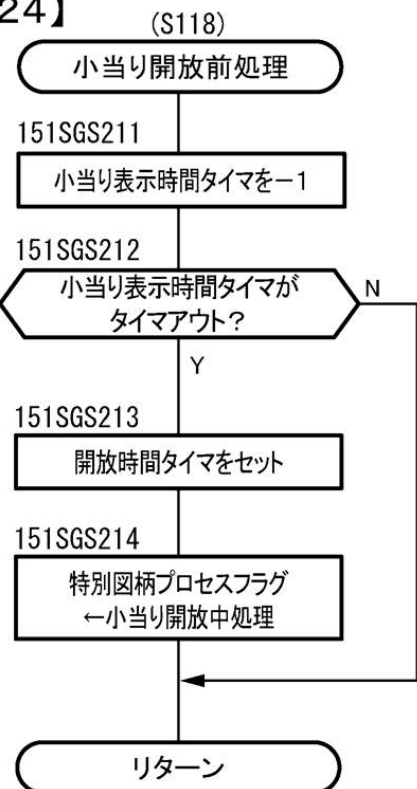 24】
(S118)
小当り開放前処理
151SGS211
小当り表示時間タイマを－1
151SGS212
小当り表示時間タイマが
タイマアウト？
N
Y
151SGS213
開放時間タイマをセット
151SGS214
特別図柄プロセスフラグ
←小当り開放中処理
リターン